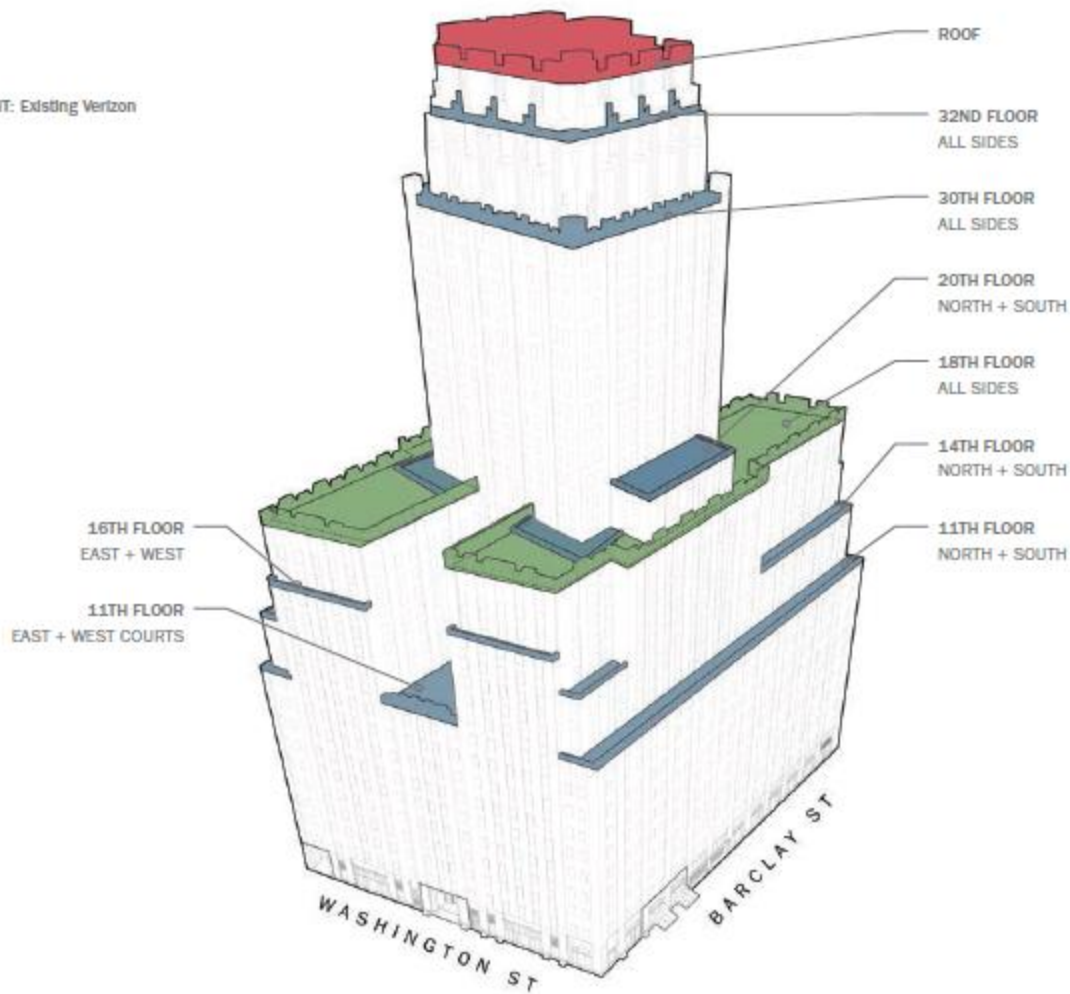 ROOF
IT: Existing Verizon
32ND FLOOR
ALL SIDES
30TH FLOOR
ALL SIDES
20TH FLOOR
NORTH + SOUTH
18TH FLOOR
ALL SIDES
14TH FLOOR
NORTH + SOUTH
16TH FLOOR
EAST + WEST
11TH FLOOR
NORTH + SOUTH
11TH FLOOR
EAST + WEST COURTS
WASHINGTON ST
BARCLAY ST